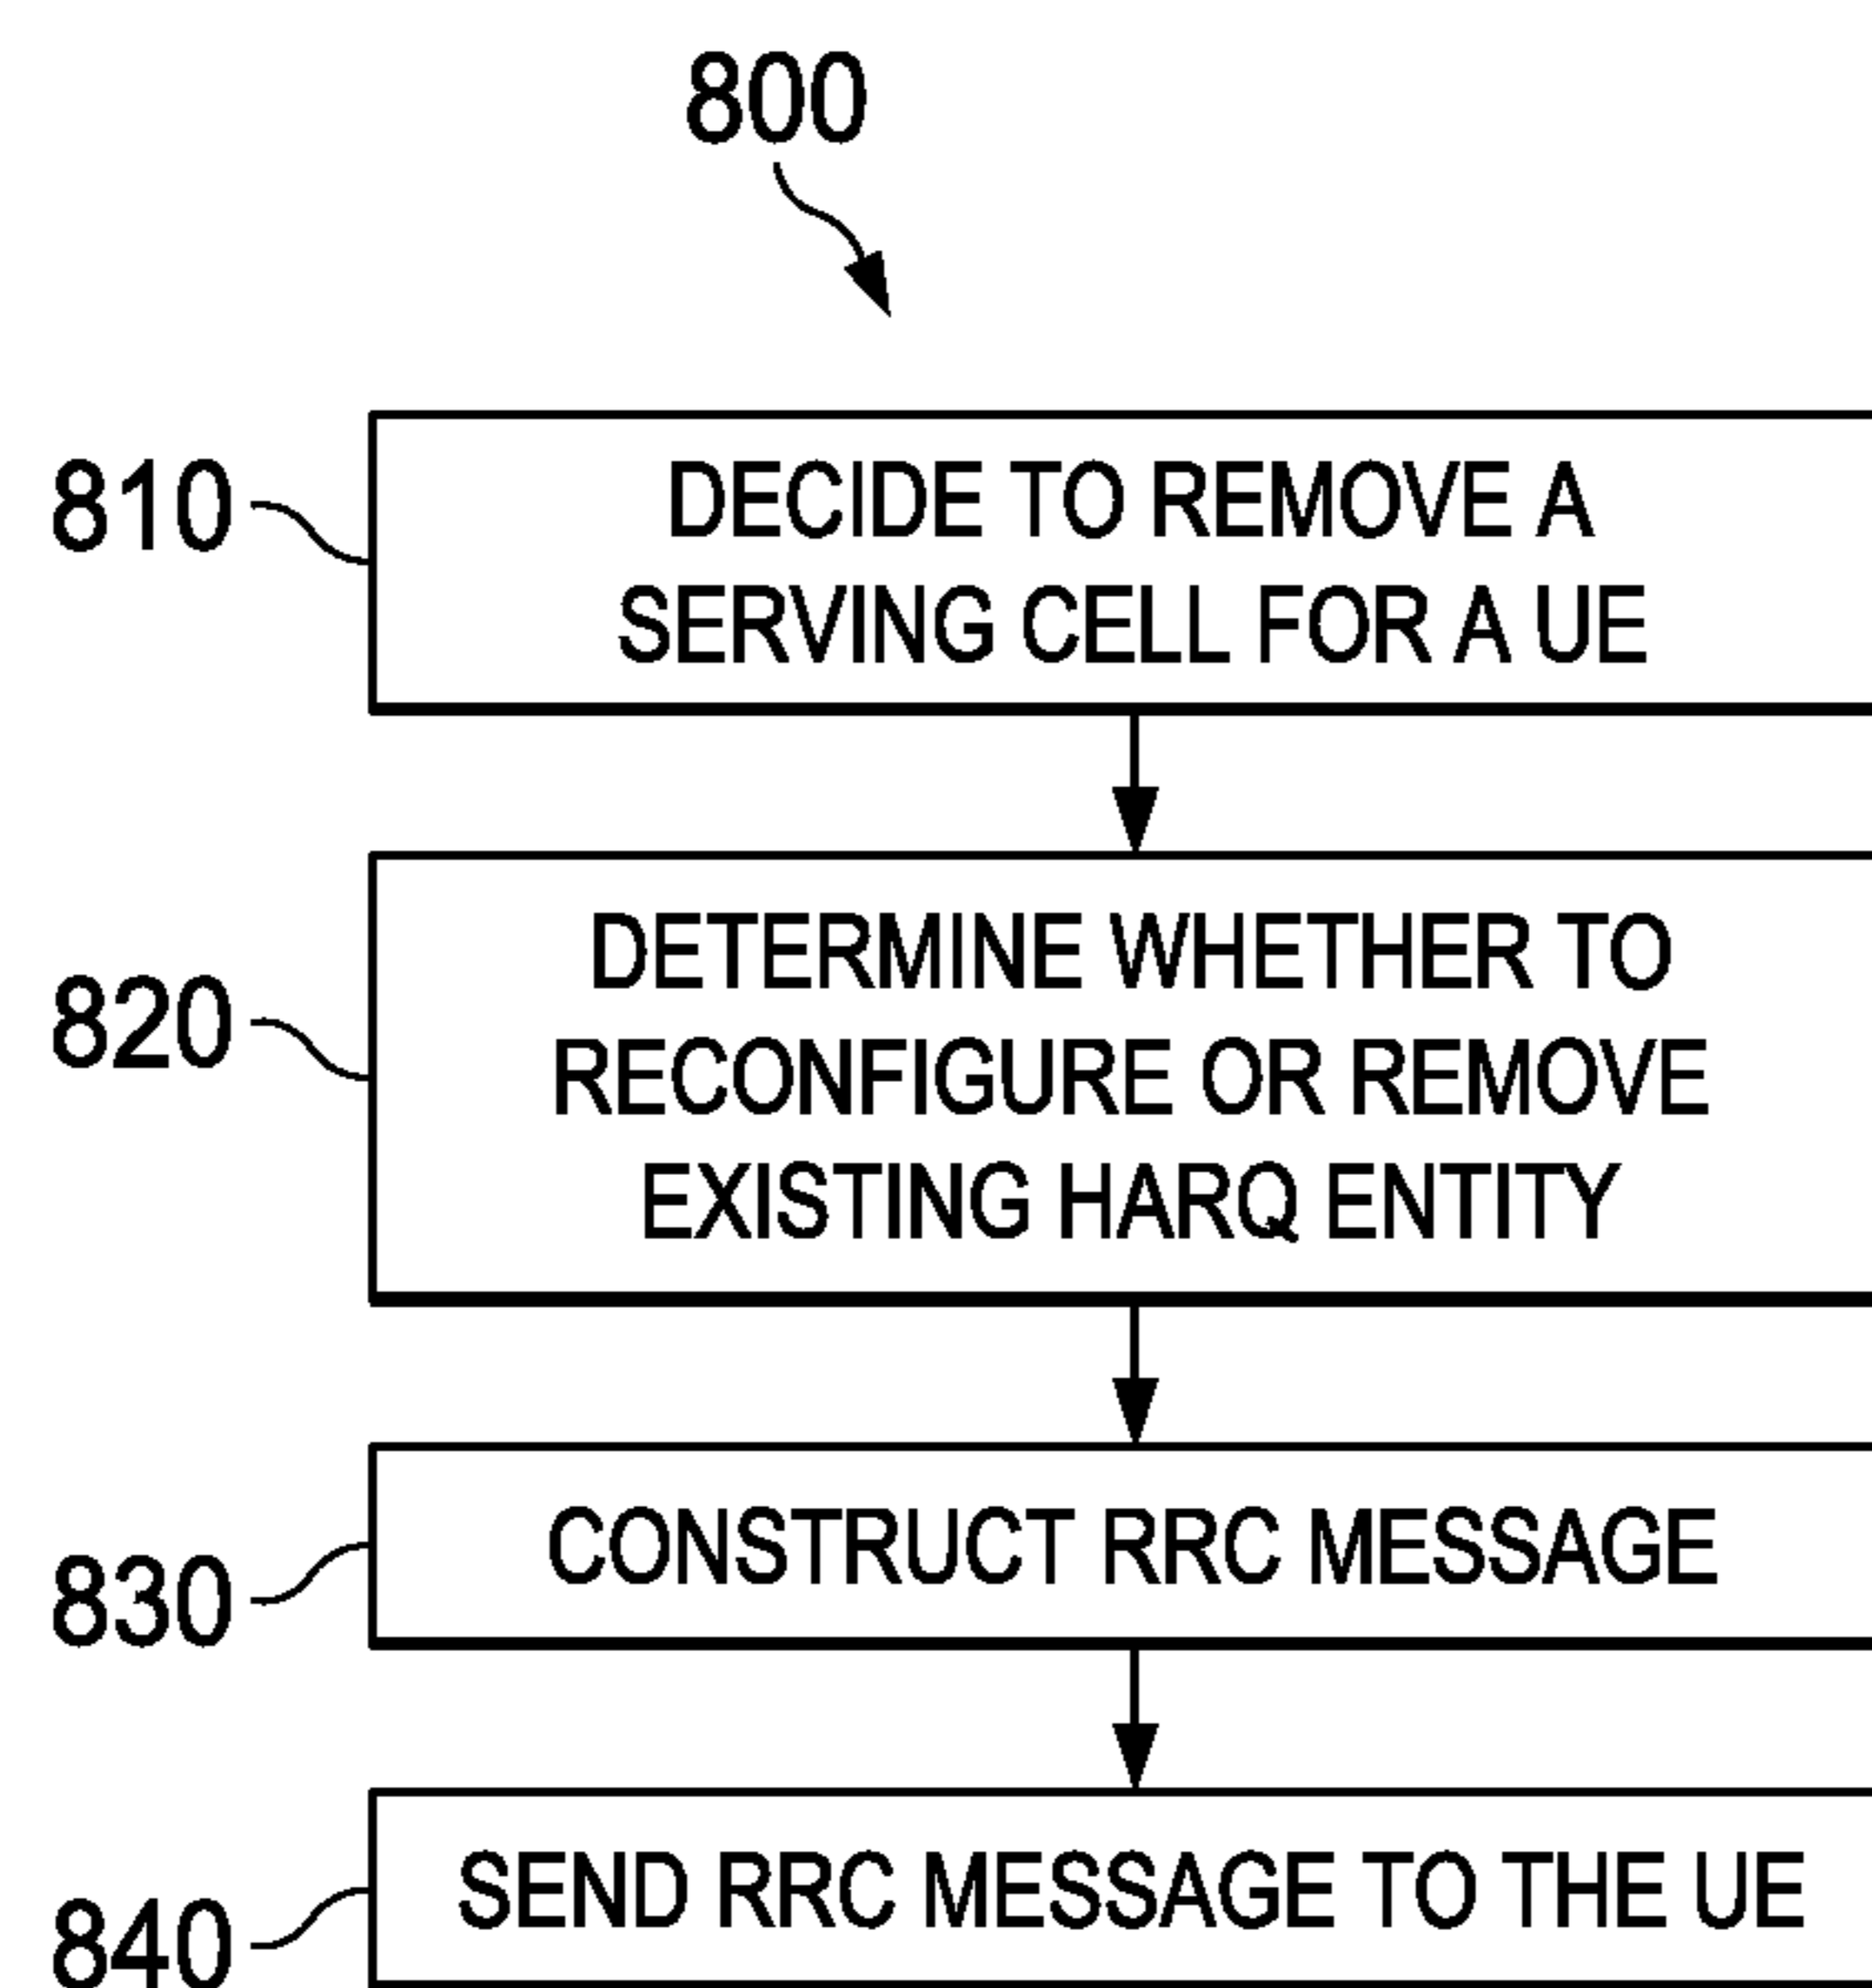 800
810
DECIDE TO REMOVE A
SERVING CELL FOR A UE
820
DETERMINE WHETHER TO
RECONFIGURE OR REMOVE
EXISTING HARQ ENTITY
830
CONSTRUCT RRC MESSAGE
840
SEND RRC MESSAGE TO THE UE